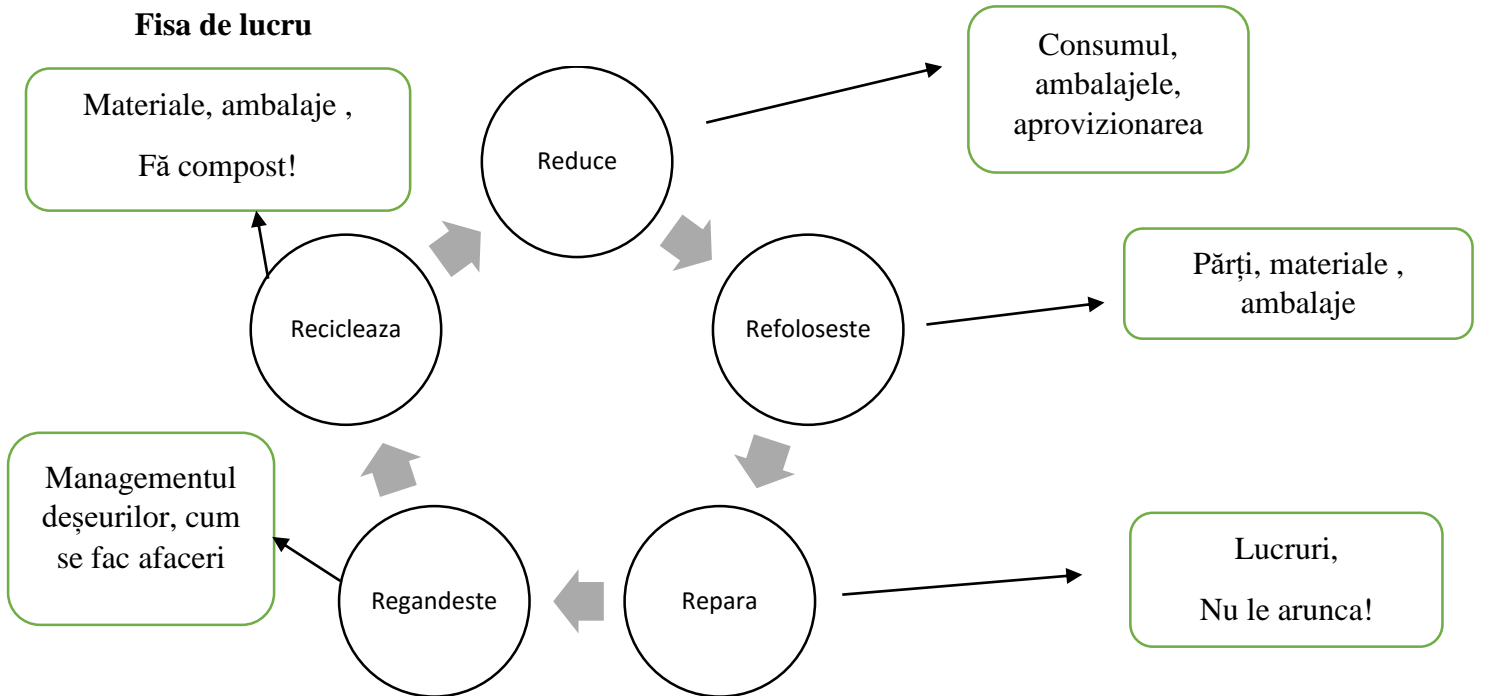 Fisa de lucru
Materiale, ambalaje ,
Fă compost!
Reduce
Consumul,
ambalajele,
aprovizionarea
Recicleaza
Refoloseste
Părți, materiale ,
ambalaje
Managementul
deșeurilor, cum
se fac afaceri
Regandeste
Repara
Lucruri,
Nu le arunca!